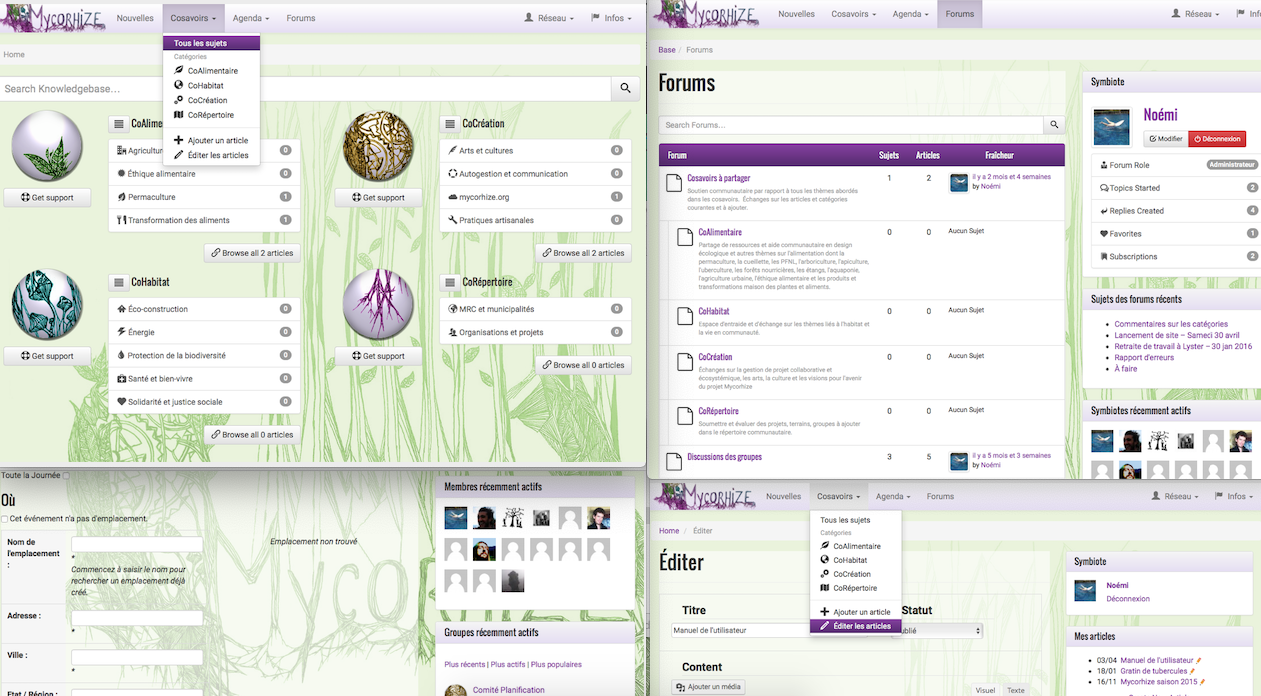 Mycorhize
Nouvelles
Cosavoirs
Agenda
Forums
Réseau
Infos
Home
Tous les sujets
Catégories
CoAlimentaire
CoHabitat
CoCréation
CoRépertoire
Ajouter un article
Éditer les articles
Search Knowledgebase...
Get support
CoAlime
Agricultur 0
Éthique alimentaire 0
Permaculture 1
Transformation des aliments 1
Browse all 2 articles
Get support
CoCréation
Arts et cultures 0
Autogestion et communication 0
mycorhize.org 1
Pratiques artisanales 0
Browse all 2 articles
Get support
CoHabitat
Éco-construction 0
Énergie 0
Protection de la biodiversité 0
Santé et bien-vivre 0
Solidarité et justice sociale 0
Browse all 0 articles
Get support
CoRépertoire
MRC et municipalités 0
Organisations et projets 0
Browse all 0 articles
Mycorhize
Nouvelles
Cosavoirs
Agenda
Forums
Réseau
Inf
Base / Forums
Forums
Search Forums...
Forum Sujets Articles Fraîcheur
Cosavoirs à partager 1 2 il y a 2 mois et 4 semaines
by Noémi
Soutien communautaire par rapport à tous les thèmes abordés
dans les cosavoirs. Échanges sur les articles et catégories
courantes et à ajouter.
CoAlimentaire 0 0 Aucun Sujet
Partage de ressources et aide communautaire en design
écologique et autres thèmes sur l'alimentation dont la
permaculture, la cueillette, les PFNL, l'arboriculture, l'apiculture,
l'uberculture, les forêts nourricières, les étangs, l'aquaponie,
l'agriculture urbaine, l'éthique alimentaire et les produits et
transformations maison des plantes et aliments.
CoHabitat 0 0 Aucun Sujet
Espace d'entraide et d'échange sur les thèmes liés à l'habitat et
la vie en communauté.
CoCréation 0 0 Aucun Sujet
Échanges sur la gestion de projet collaborative et
écosystémique, les arts, la culture et les visions pour l'avenir
du projet Mycorhize
CoRépertoire 0 0 Aucun Sujet
Soumettre et évaluer des projets, terrains, groupes à ajouter
dans le répertoire communautaire.
Discussions des groupes 3 5 il y a 5 mois et 3 semaines
by Noémi
Symbiote
Noémi
Modifier
Déconnexion
Forum Role Administrateur
Topics Started 2
Replies Created 4
Favorites 1
Subscriptions 2
Sujets des forums récents
Commentaires sur les catéçories
Lancement de site – Samedi 30 avril
Retraite de travail à Lyster – 30 jan 2016
Rapport d'erreurs
À faire
Symbiotes récemment actifs
Toute la Journée
Où
Cet événement n'a pas d'emplacement.
Nom de
l'emplacement
:
*
Commencez à saisir le nom pour
rechercher un emplacement déjà
créé.
Adresse :
*
Ville :
*
Etat / Région :
Emplacement non trouvé
MYCO
Membres récemment actifs
Groupes récemment actifs
Plus récents | Plus actifs | Plus populaires
Comité Planification
Mycorhize
Nouvelles
Cosavoirs
Agenda
Forums
Réseau
Infos
Home / Éditer
Tous les sujets
Catégories
CoAlimentaire
CoHabitat
CoCréation
CoRépertoire
Ajouter un article
Éditer les articles
Éditer
Titre
Manuel de l'utilisateur
Statut
ublié
Content
Ajouter un média
Visuel
Texte
Symbiote
Noémi
Déconnexion
Mes articles
03/04 Manuel de l'utilisateur
18/01 Gratin de tubercules
16/11 Mycorhize saison 2015